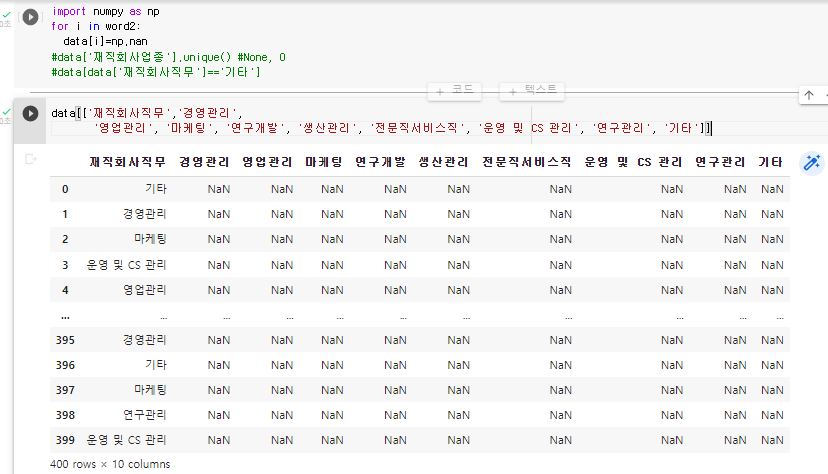 import numpy as np
for i in word2:
data[i]=np.nan
#data['재직회사업종'].unique() #None, 0
#data[data['재직회사직무']=='기타']
+ 코드 + 텍스트
data[['재직회사직무','경영관리',
'영업관리', '마케팅', '연구개발', '생산관리', '전문직서비스직', '운영 및 CS 관리', '연구관리', '기타']]
재직회사직무 경영관리 영업관리 마케팅 연구개발 생산관리 전문직서비스직 운영 및 CS 관리 연구관리 기타
0 기타 NaN NaN NaN NaN NaN NaN NaN NaN NaN
1 경영관리 NaN NaN NaN NaN NaN NaN NaN NaN NaN
2 마케팅 NaN NaN NaN NaN NaN NaN NaN NaN NaN
3 운영 및 CS 관리 NaN NaN NaN NaN NaN NaN NaN NaN NaN
4 영업관리 NaN NaN NaN NaN NaN NaN NaN NaN NaN
... ... ... ... ... ... ... ... ... ... ...
395 경영관리 NaN NaN NaN NaN NaN NaN NaN NaN NaN
396 기타 NaN NaN NaN NaN NaN NaN NaN NaN NaN
397 마케팅 NaN NaN NaN NaN NaN NaN NaN NaN NaN
398 연구관리 NaN NaN NaN NaN NaN NaN NaN NaN NaN
399 운영 및 CS 관리 NaN NaN NaN NaN NaN NaN NaN NaN NaN
400 rows × 10 columns